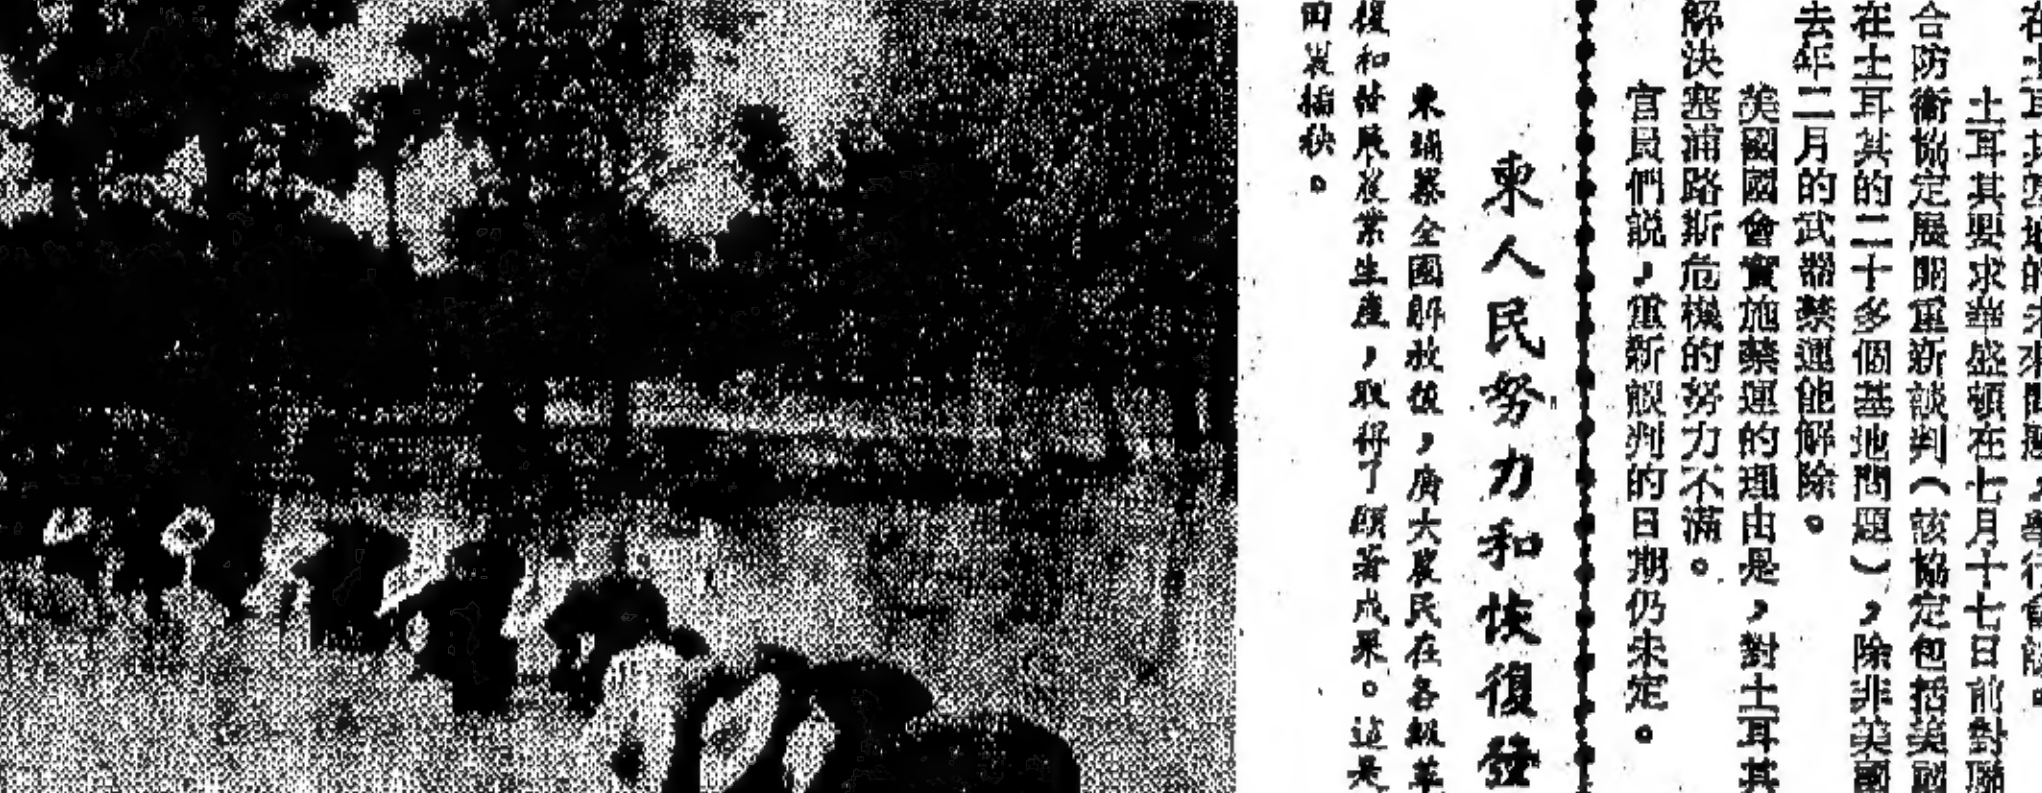 土耳其要求華盛頓在七月十七日前對聯
合防衛協定展開重新談判(該協定包括美國
在土耳其的二十多個基地問題),除非美國
去年二月的武器禁運能解除。
美國國會實施禁運的理由是,對土耳其
解決塞浦路斯危機的努力不滿。
官員們說,重新談判的日期仍未定。
柬人民努力和恢復發
柬埔寨全國解放後,廣大農民在各級革
復和發展農業生產,取得了顯著成果。這是
田裏插秧。